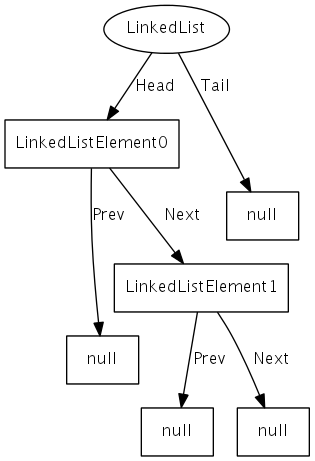 LinkedList
Head
Tail
LinkedListElement0
null
Prev
Next
LinkedListElement1
null
Prev
Next
null
null